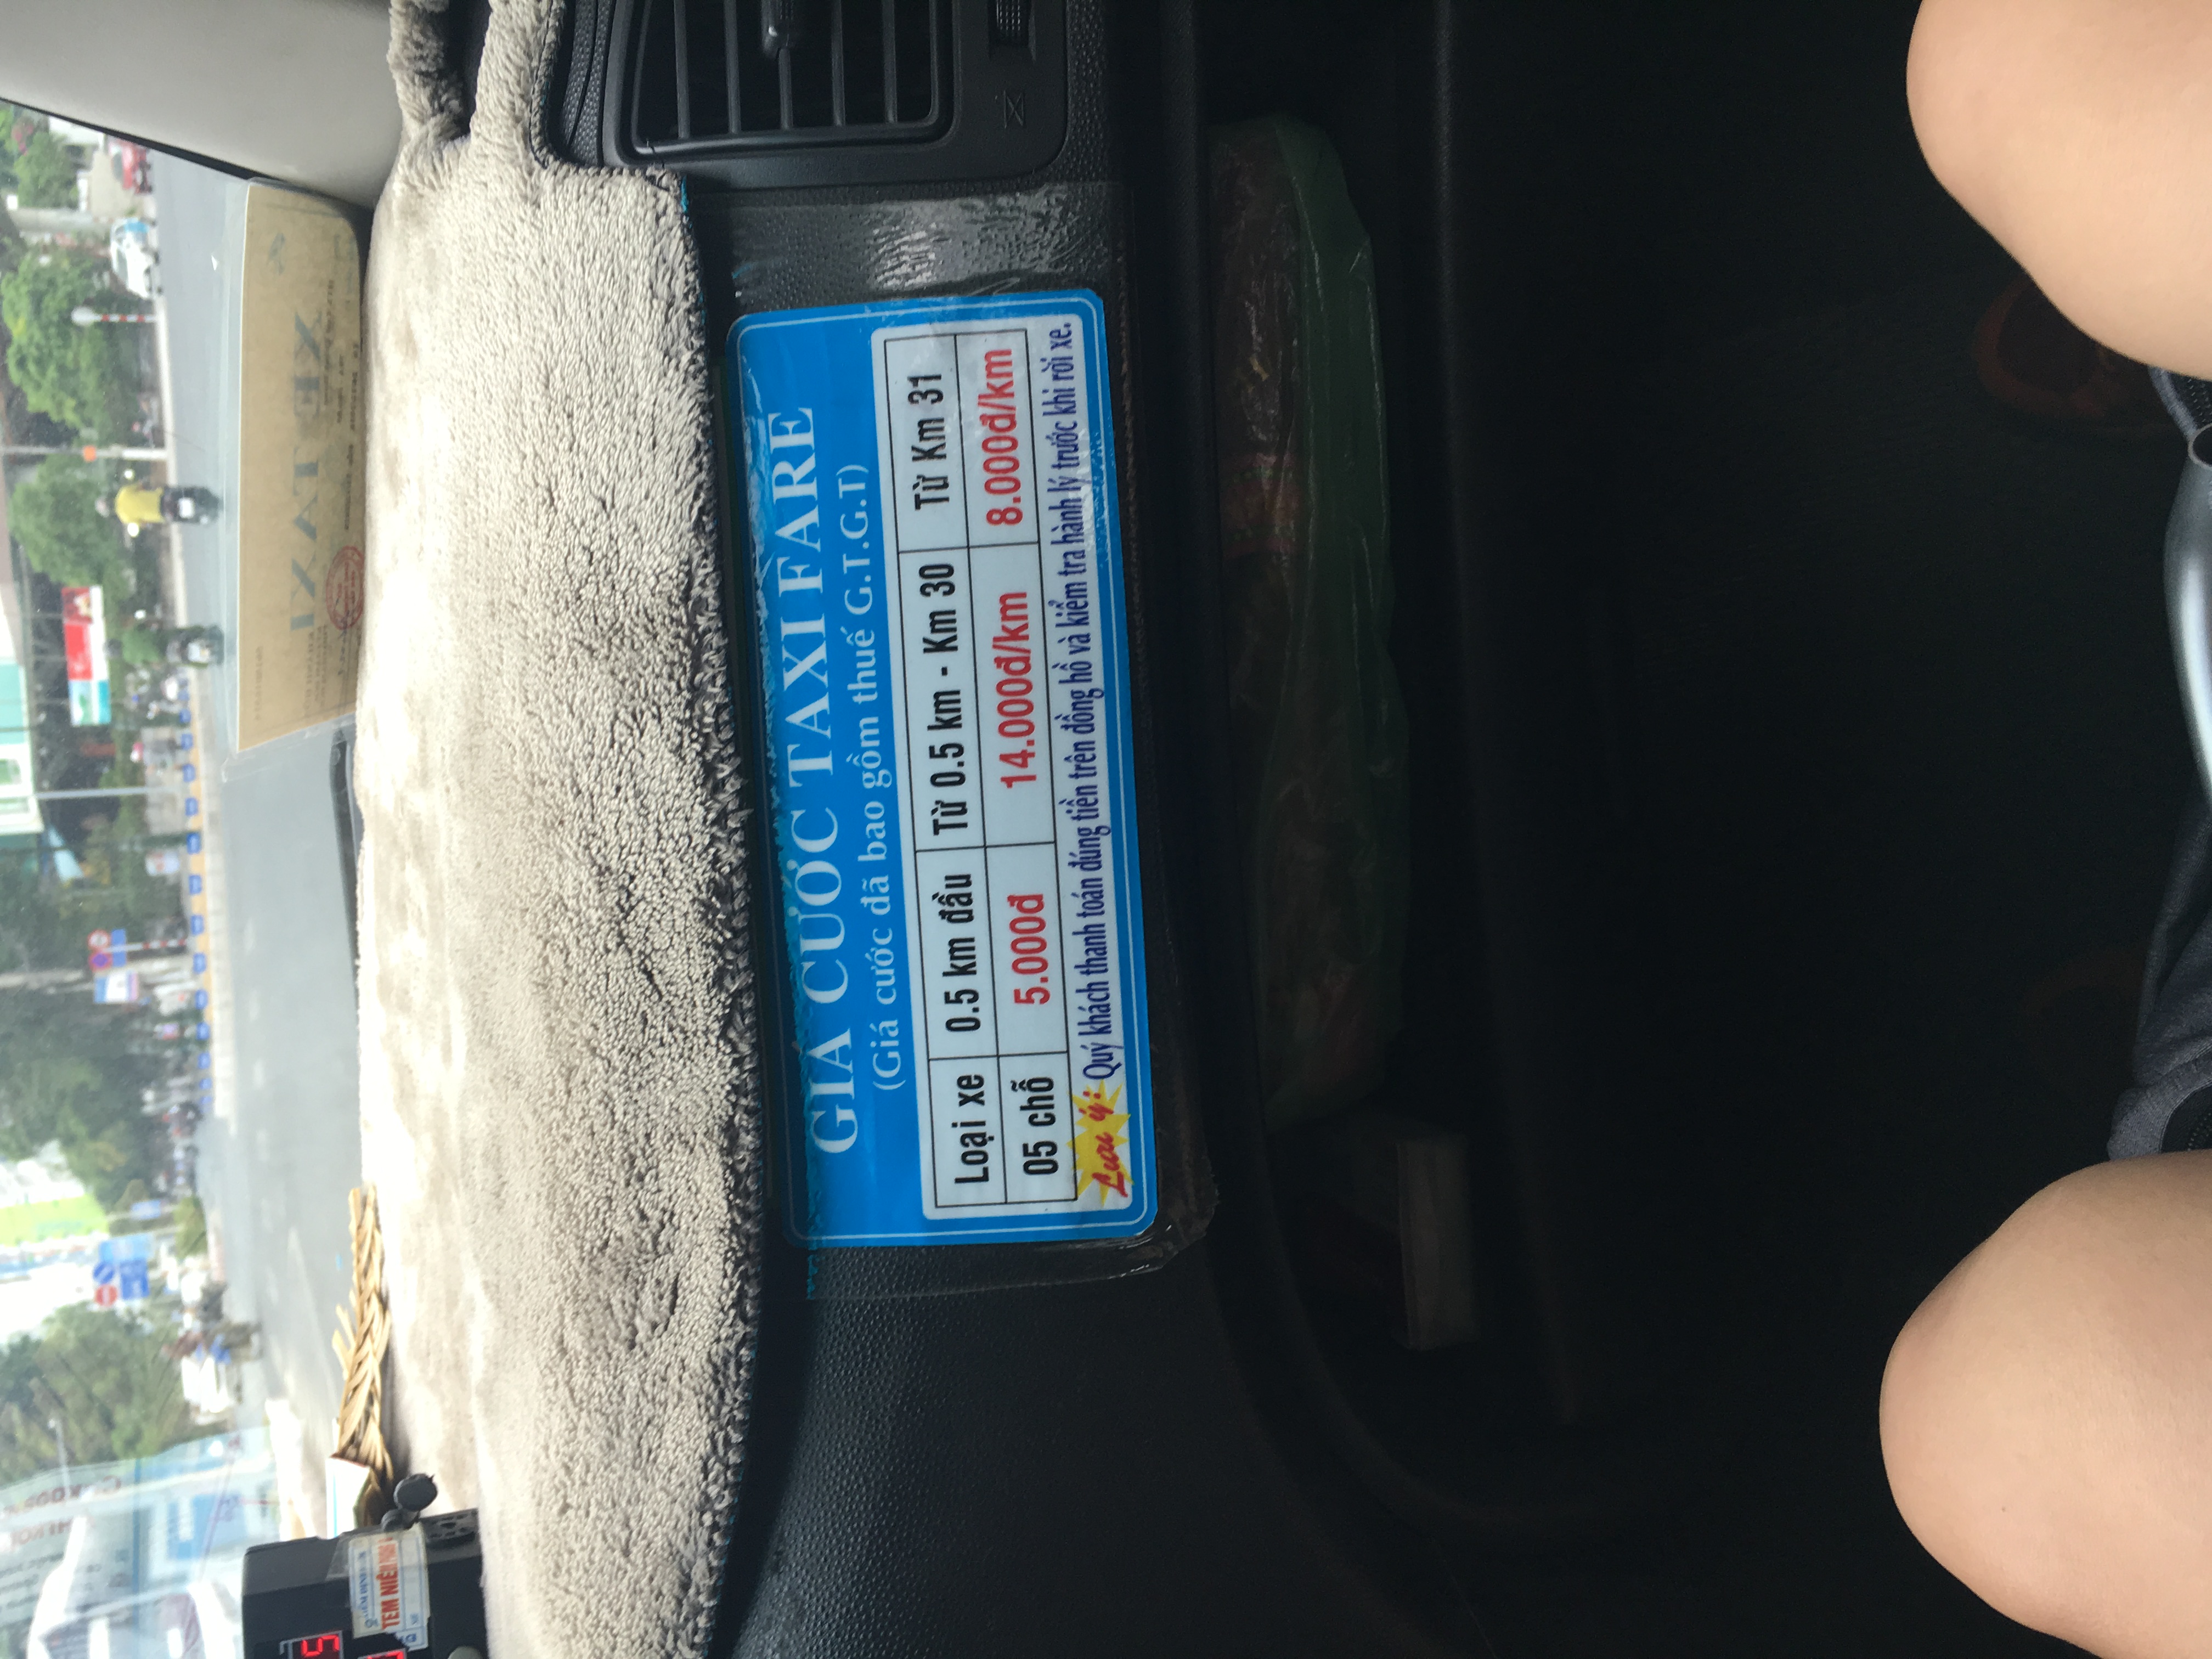 XE TAXI
5
TEM NIÊM PHONG
GIÁ CƯỚC TAXI FARE
(Giá cước đã bao gồm thuế G.T.G.T)
Loại xe 0.5 km đầu Từ 0.5 km - Km 30 Từ Km 31
05 chỗ 5.000đ 14.000đ/km 8.000đ/km
Lưu ý: Quý khách thanh toán đúng tiền trên đồng hồ và kiểm tra hành lý trước khi rời xe.